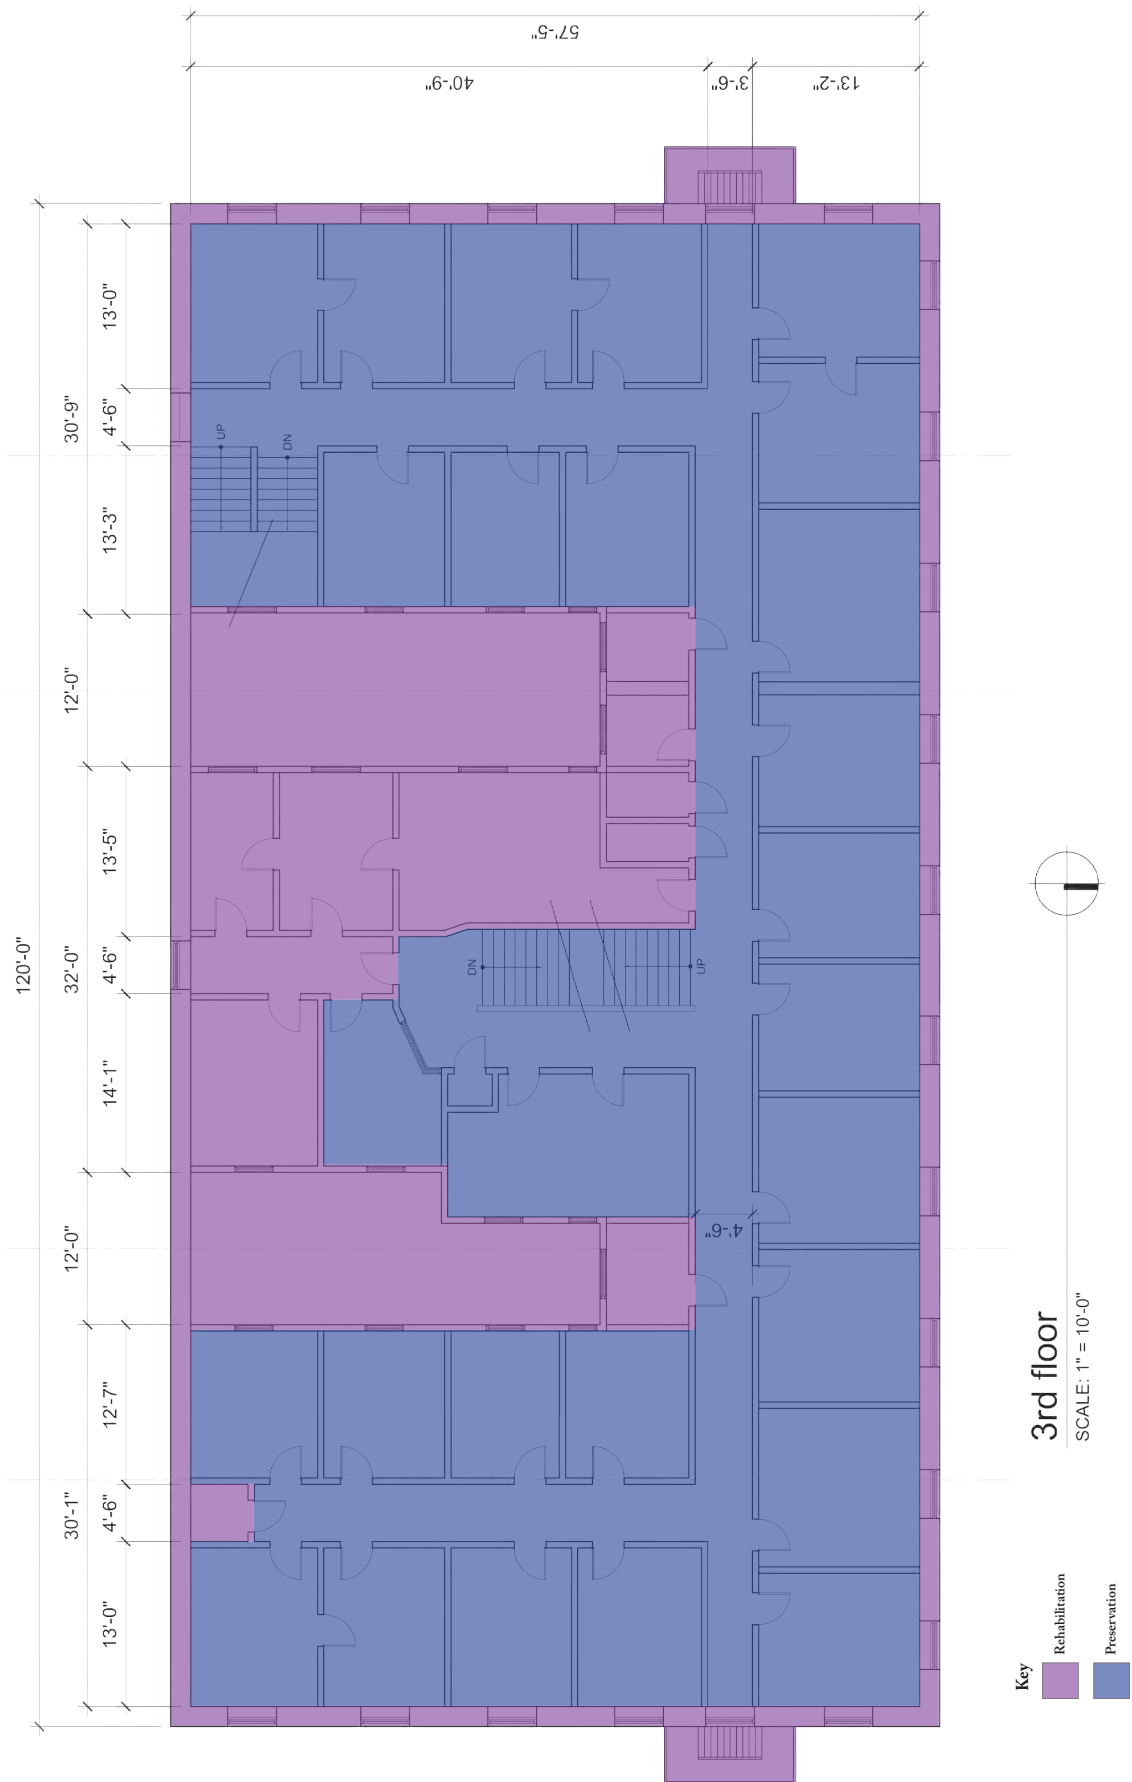 57'-5"
40'-9"
3'-6"
13'-2"
120'-0"
30'-9"
12'-0"
32'-0"
12'-0"
30'-1"
13'-0"
4'-6"
13'-3"
13'-5"
4'-6"
14'-1"
12'-7"
4'-6"
13'-0"
UP
DN
DN
UP
4'-6"
3rd floor
SCALE: 1" = 10'-0"
Key
Rehabilitation
Preservation